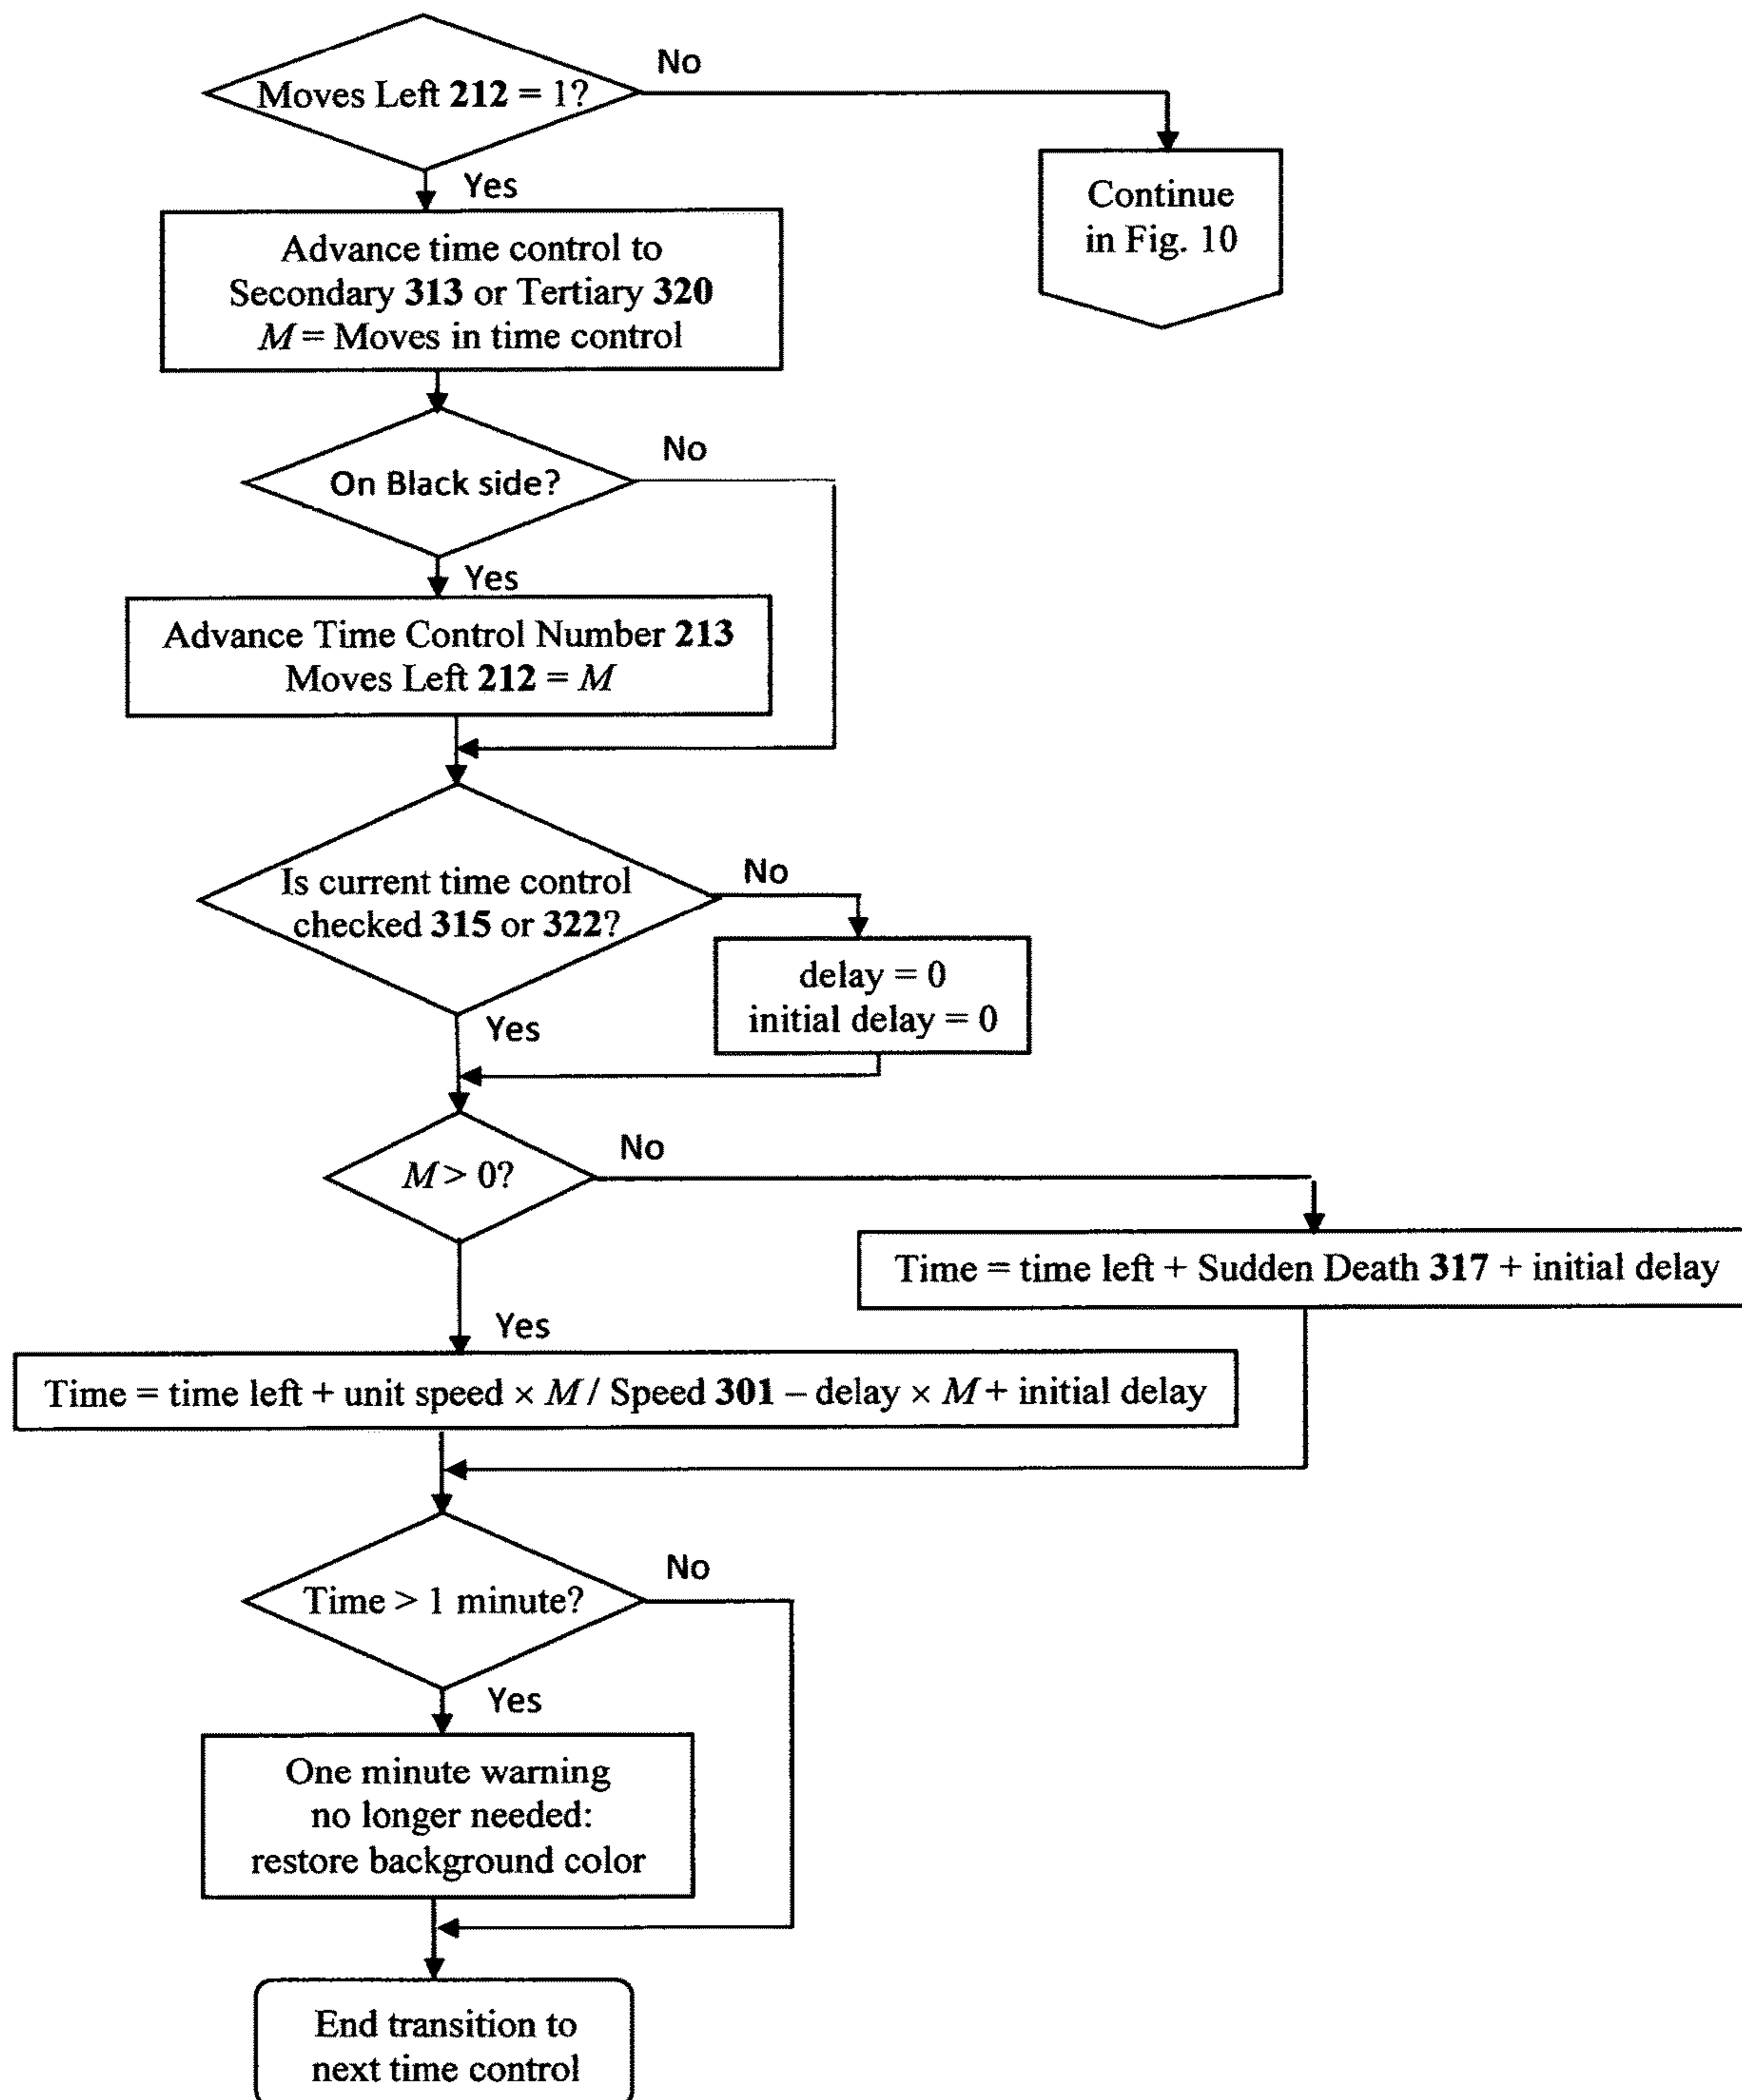 Moves Left 212 = 1?
No
Continue
in Fig. 10
Yes
Advance time control to
Secondary 313 or Tertiary 320
M = Moves in time control
On Black side?
No
Yes
Advance Time Control Number 213
Moves Left 212 = M
Is current time control
checked 315 or 322?
No
delay = 0
initial delay = 0
Yes
M > 0?
No
Time = time left + Sudden Death 317 + initial delay
Yes
Time = time left + unit speed × M / Speed 301 – delay × M + initial delay
Time > 1 minute?
No
Yes
One minute warning
no longer needed:
restore background color
End transition to
next time control